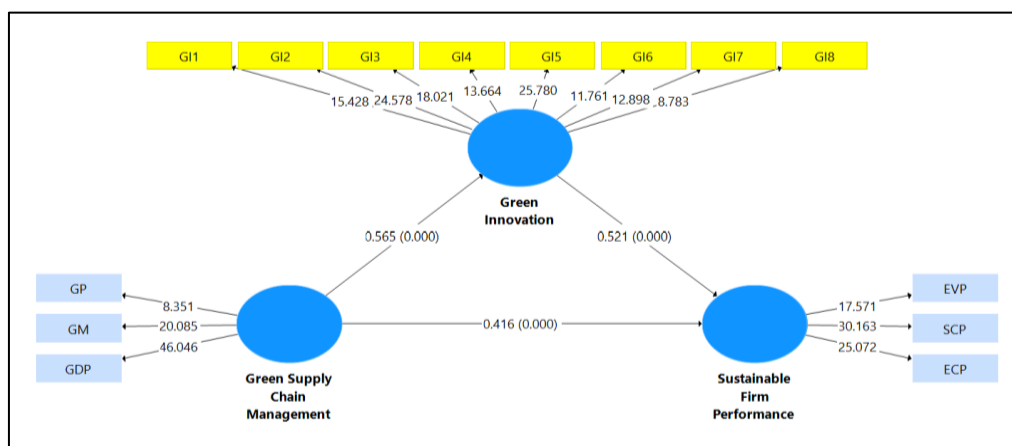 GI1 GI2 GI3 GI4 GI5 GI6 GI7 GI8
15.428 24.578 18.021 13.664 25.780 11.761 12.898 8.783
Green
Innovation
0.565 (0.000) 0.521 (0.000)
GP
8.351
GM
20.085
GDP
46.046
0.416 (0.000)
EVP
17.571
SCP
30.163
ECP
25.072
Green Supply
Chain
Management
Sustainable
Firm
Performance